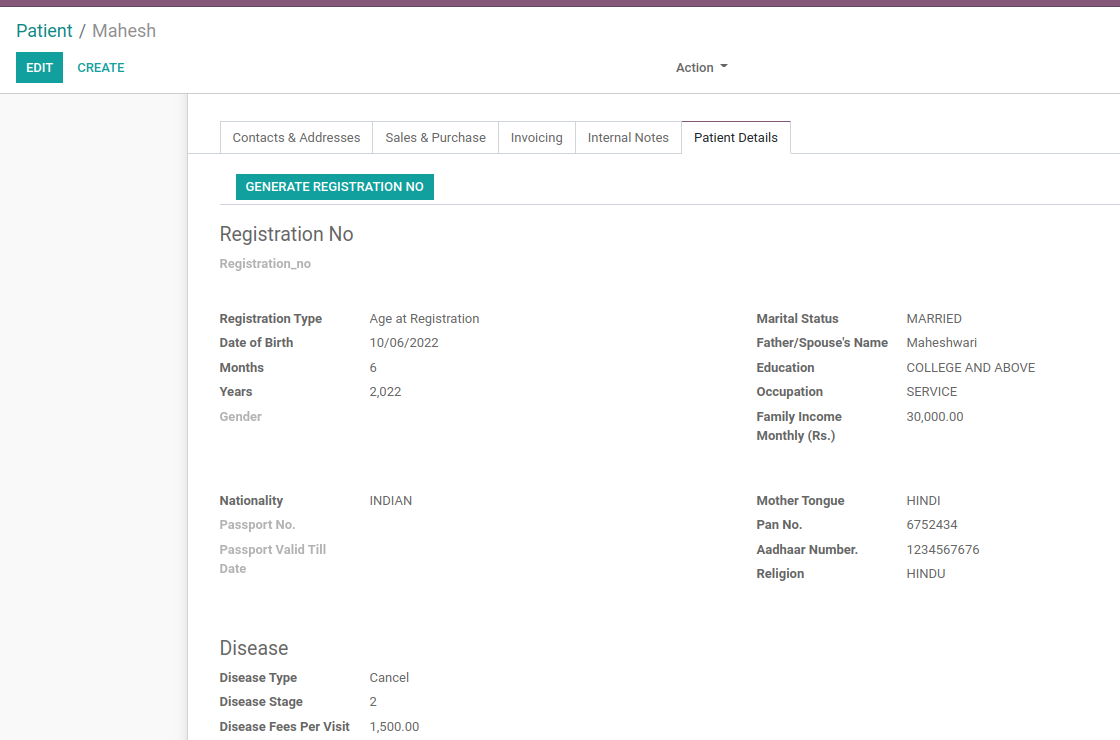 Patient / Mahesh
EDIT CREATE Action
Contacts & Addresses Sales & Purchase Invoicing Internal Notes Patient Details
GENERATE REGISTRATION NO
Registration No
Registration_no
Registration Type Age at Registration
Date of Birth 10/06/2022
Months 6
Years 2,022
Gender
Marital Status MARRIED
Father/Spouse's Name Maheshwari
Education COLLEGE AND ABOVE
Occupation SERVICE
Family Income 30,000.00
Monthly (Rs.)
Nationality INDIAN
Passport No.
Passport Valid Till
Date
Mother Tongue HINDI
Pan No. 6752434
Aadhaar Number. 1234567676
Religion HINDU
Disease
Disease Type Cancel
Disease Stage 2
Disease Fees Per Visit 1,500.00